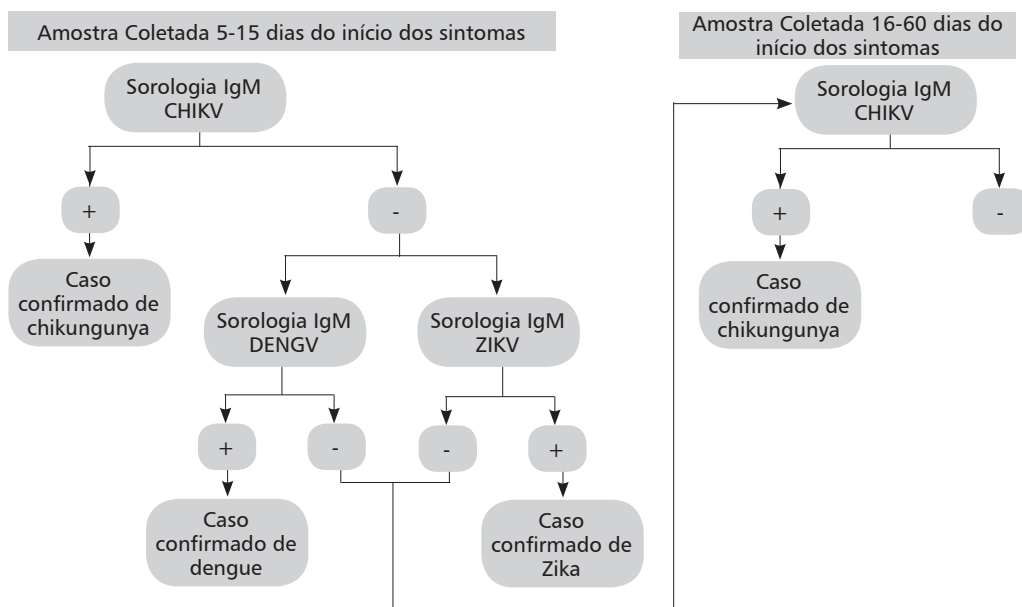 Amostra Coletada 5-15 dias do início dos sintomas
Sorologia IgM
CHIKV
+
-
Caso
confirmado de
chikungunya
Sorologia IgM
DENGV
Sorologia IgM
ZIKV
+
-
-
+
Caso
confirmado de
dengue
Caso
confirmado de
Zika
Amostra Coletada 16-60 dias do
início dos sintomas
Sorologia IgM
CHIKV
+
-
Caso
confirmado de
chikungunya